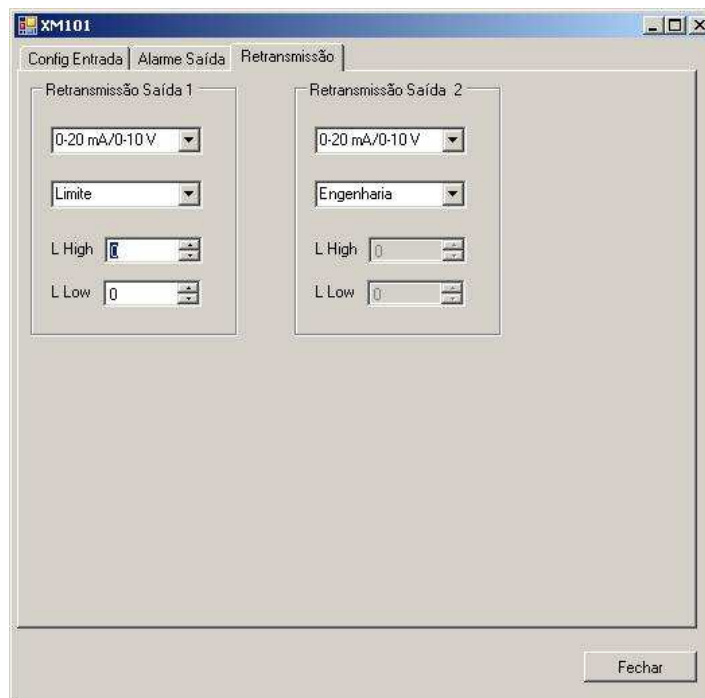 XM101
Config Entrada Alarme Saída Retransmissão
Retransmissão Saída 1
0-20 mA/0-10 V
Limite
L High 0
L Low 0
Retransmissão Saída 2
0-20 mA/0-10 V
Engenharia
L High 0
L Low 0
Fechar